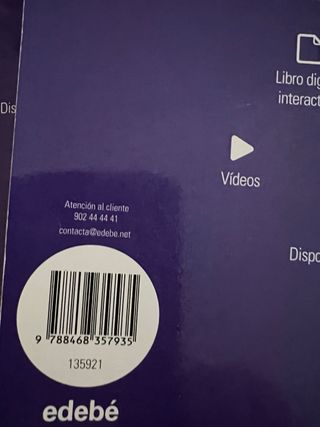 Libro dig
interact
Dis
Vídeos
Atención al cliente
902 44 44 41
contacta@edebe.net
Dispo
9 788468 357935
135921
edebé